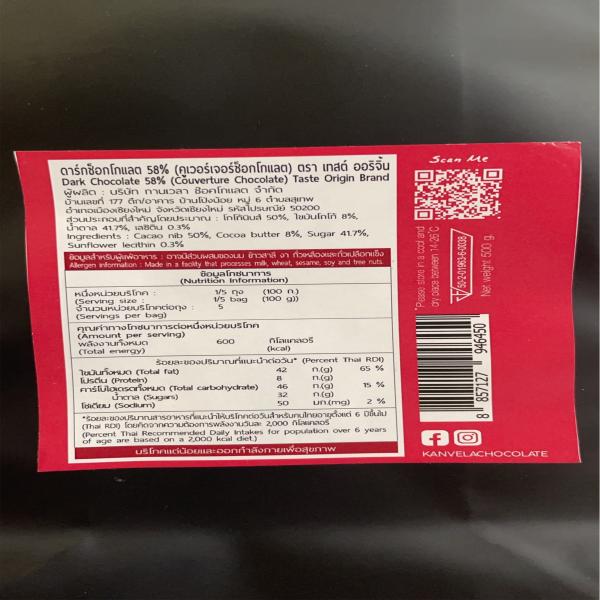 ดาร์กช็อกโกแลต 58% (คูเวอร์เจอร์ช็อกโกแลต) ตรา เทสต์ ออริจิ้น
Dark Chocolate 58% (Couverture Chocolate) Taste Origin Brand
ผู้ผลิต : บริษัท กานเวลา ช็อคโกแลต จำกัด
บ้านเลขที่ 177 ตึก/อาคาร บ้านโป่งน้อย หมู่ 6 ตำบลสุเทพ
อำเภอเมืองเชียงใหม่ จังหวัดเชียงใหม่ รหัสไปรษณีย์ 50200
ส่วนประกอบที่สำคัญโดยประมาณ : โกโก้นิบส์ 50%, ไขมันโกโก้ 8%,
น้ำตาล 41.7%, เลซิติน 0.3%
Ingredients : Cacao nib 50%, Cocoa butter 8%, Sugar 41.7%,
Sunflower lecithin 0.3%
ข้อมูลสำหรับผู้แพ้อาหาร : อาจมีส่วนผสมของนม ข้าวสาลี งา ถั่วเหลืองและถั่วเปลือกแข็ง
Allergen information : Made in a facility that processes milk, wheat, sesame, soy and tree nuts.
ข้อมูลโภชนาการ
(Nutrition Information)
หนึ่งหน่วยบริโภค : 1/5 ถุง (100 ก.)
(Serving size : 1/5 bag (100 g))
จำนวนหน่วยบริโภคต่อถุง : 5
(Servings per bag)
คุณค่าทางโภชนาการต่อหนึ่งหน่วยบริโภค
(Amount per serving)
พลังงานทั้งหมด 600 กิโลแคลอรี
(Total energy) (kcal)
ร้อยละของปริมาณที่แนะนำต่อวัน* (Percent Thai RDI)
ไขมันทั้งหมด (Total fat) 42 ก.(g) 65 %
โปรตีน (Protein) 8 ก.(g)
คาร์โบไฮเดรตทั้งหมด (Total carbohydrate) 46 ก.(g) 15 %
น้ำตาล (Sugars) 32 ก.(g)
โซเดียม (Sodium) 50 มก.(mg) 2 %
*ร้อยละของปริมาณสารอาหารที่แนะนำให้บริโภคต่อวันสำหรับคนไทยอายุตั้งแต่ 6 ปีขึ้นไป
(Thai RDI) โดยคิดจากความต้องการพลังงานวันละ 2,000 กิโลแคลอรี
(Percent Thai Recommended Daily Intakes for population over 6 years
of age are based on a 2,000 kcal diet.)
บริโภคแต่น้อยและออกกำลังกายเพื่อสุขภาพ
Scan Me
*Please store in a cool and
dry place between 14-26˚C
50-2-01963-6-0038
Net weight 500 g.
8 857127 946450
KANVELACHOCOLATE